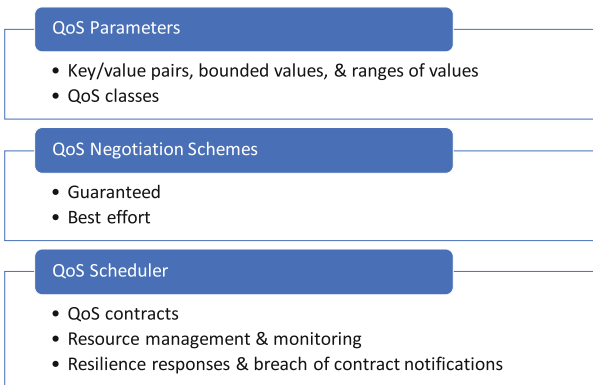 QoS Parameters
• Key/value pairs, bounded values, & ranges of values
• QoS classes
QoS Negotiation Schemes
• Guaranteed
• Best effort
QoS Scheduler
• QoS contracts
• Resource management & monitoring
• Resilience responses & breach of contract notifications